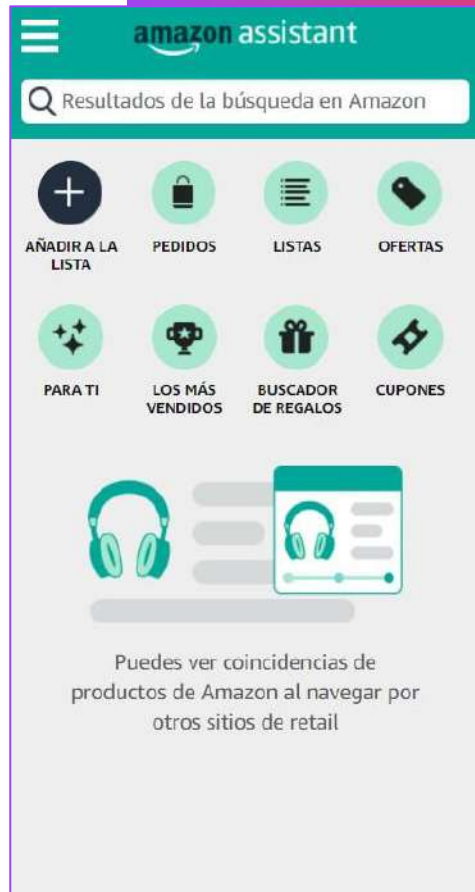 amazon assistant
Resultados de la búsqueda en Amazon
AÑADIR A LA
LISTA
PEDIDOS
LISTAS
OFERTAS
PARA TI
LOS MÁS
VENDIDOS
BUSCADOR
DE REGALOS
CUPONES
Puedes ver coincidencias de
productos de Amazon al navegar por
otros sitios de retail